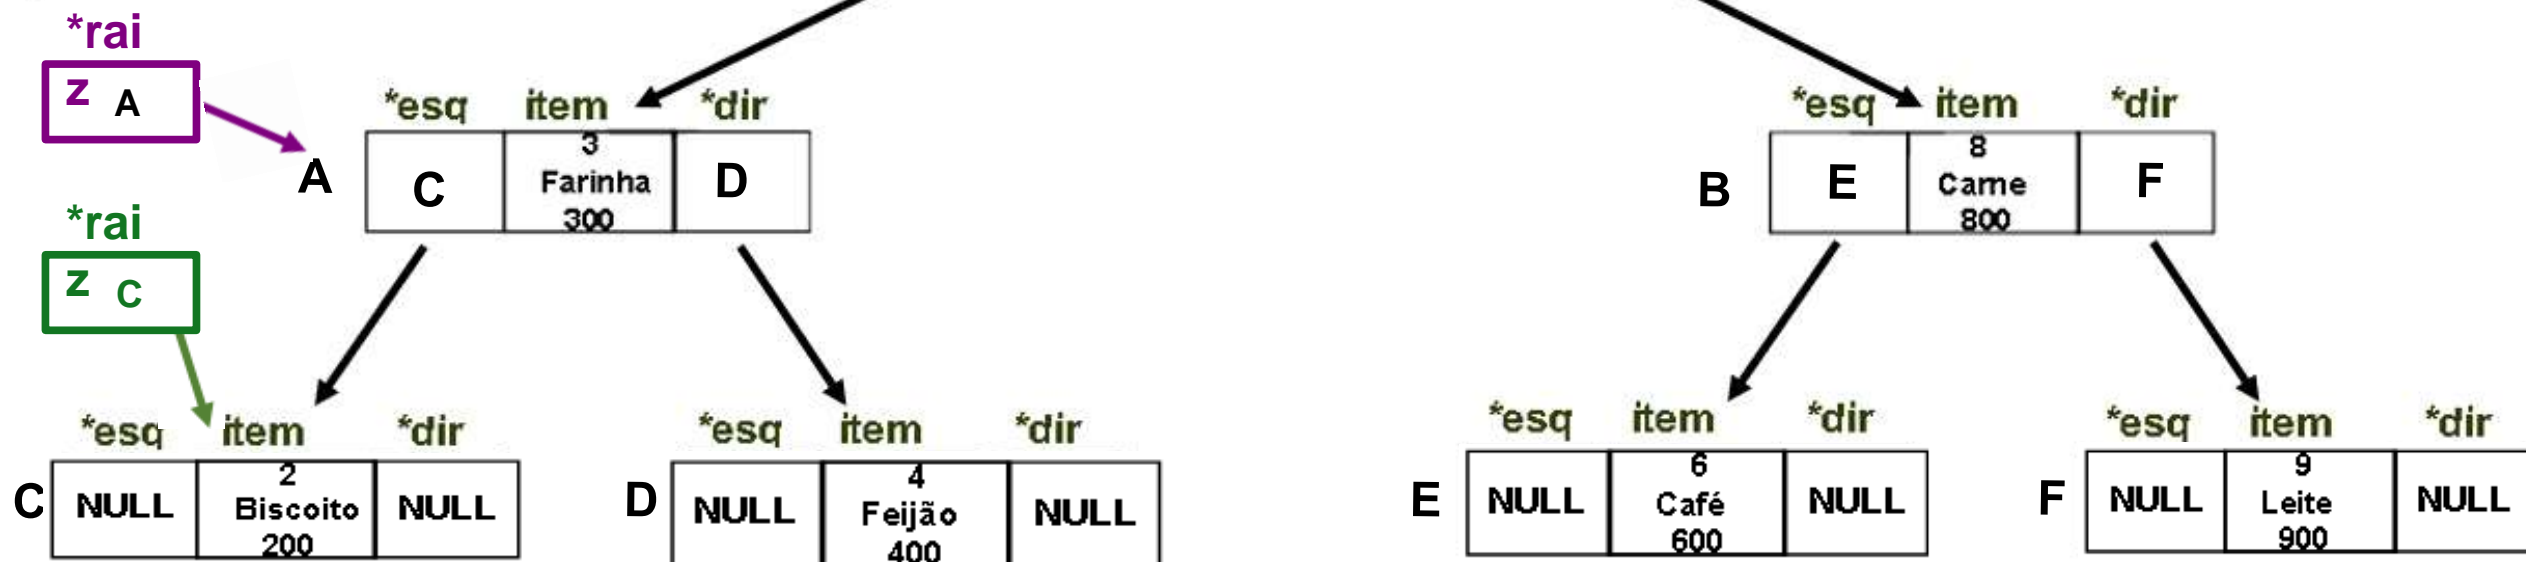 *rai
z A
*esq item *dir
A C 3 Farinha 300 D
*esq item *dir
B E 8 Carne 800 F
*rai
z C
*esq item *dir
C NULL 2 Biscoito 200 NULL
*esq item *dir
D NULL 4 Feijão 400 NULL
*esq item *dir
E NULL 6 Café 600 NULL
*esq item *dir
F NULL 9 Leite 900 NULL